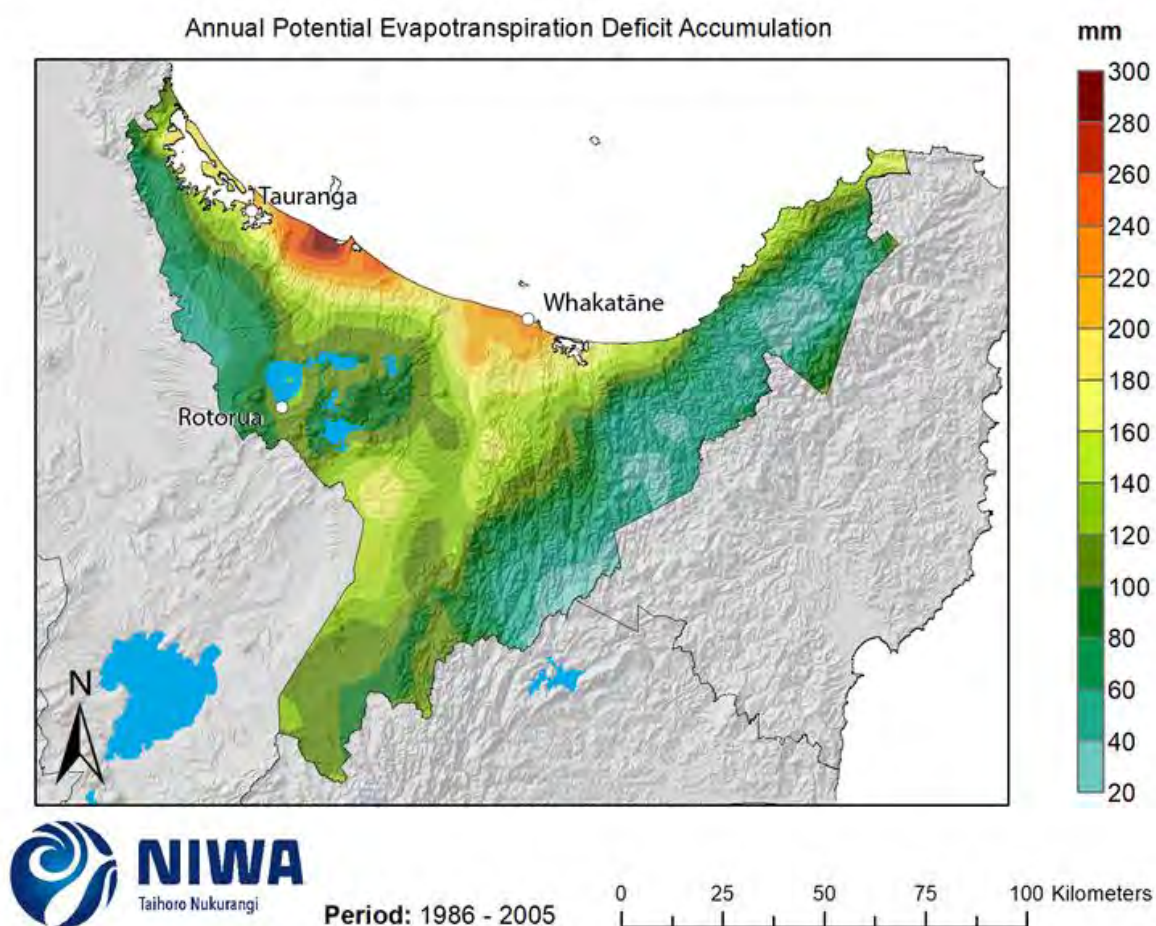 Annual Potential Evapotranspiration Deficit Accumulation
mm
300
280
260
240
220
200
180
160
140
120
100
80
60
40
20
Tauranga
Whakatāne
Rotorua
N
NIWA
Taihoro Nukurangi
Period: 1986 - 2005
0 25 50 75 100 Kilometers